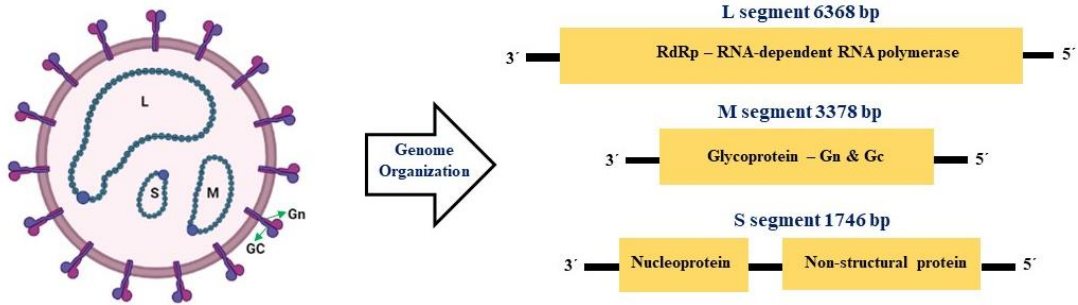 L
S
M
Gn
GC
Genome
Organization
L segment 6368 bp
3´ RdRp – RNA-dependent RNA polymerase 5´
M segment 3378 bp
3´ Glycoprotein – Gn & Gc 5´
S segment 1746 bp
3´ Nucleoprotein Non-structural protein 5´